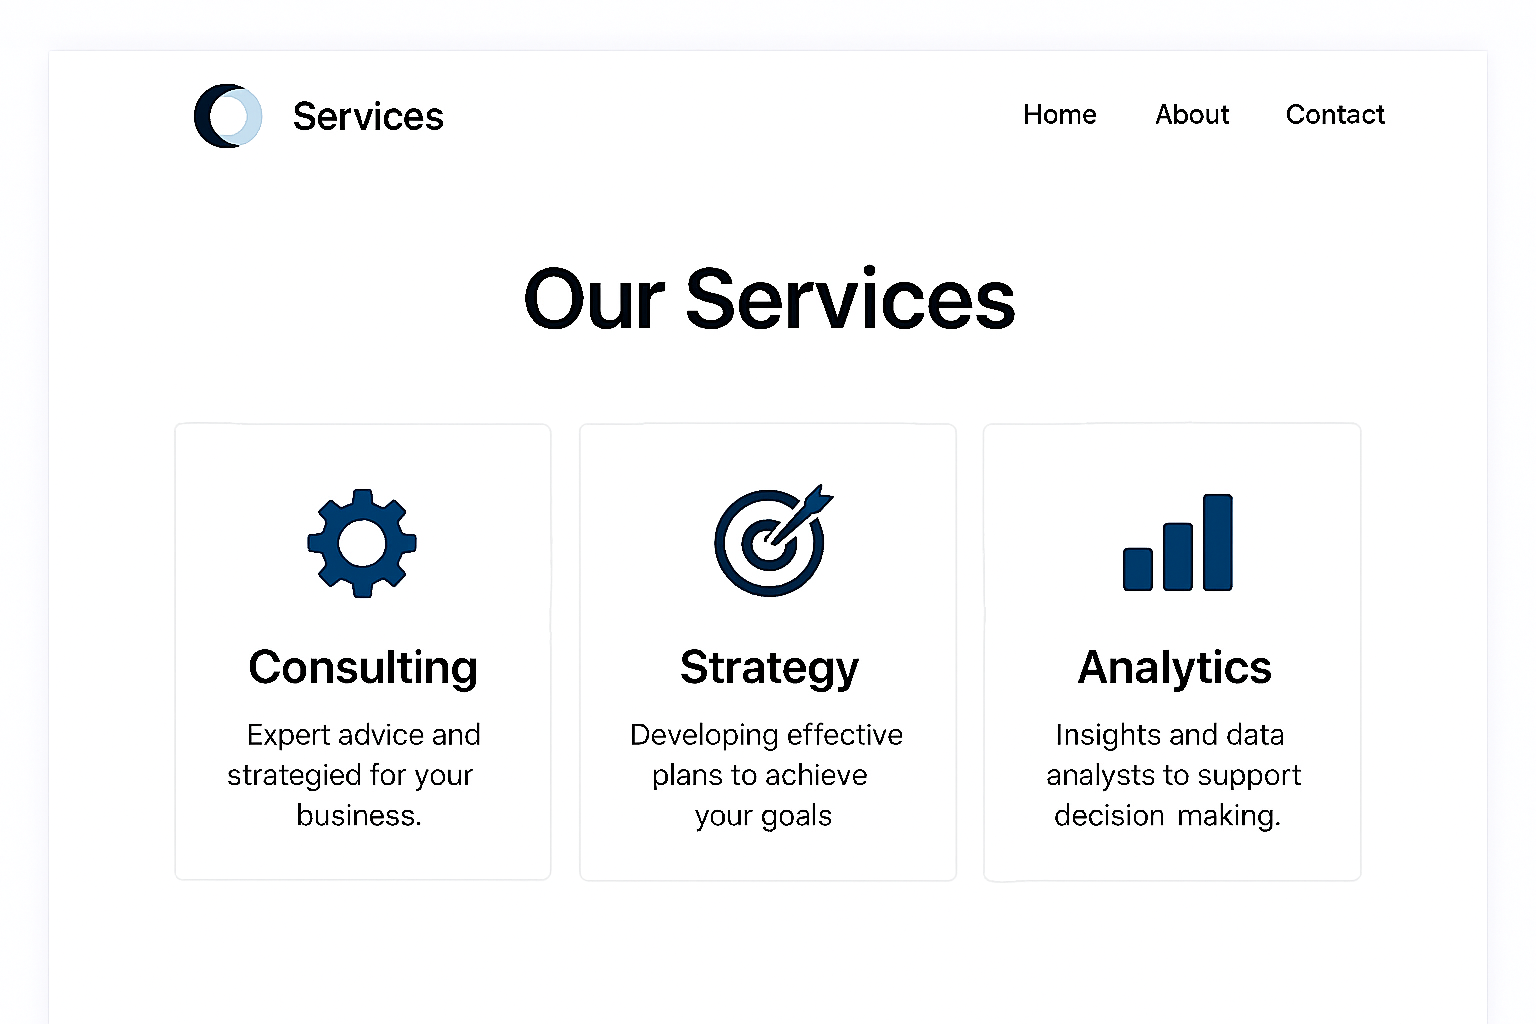 Services
Home
About
Contact
Our Services
Consulting
Expert advice and
strategied for your
business.
Strategy
Developing effective
plans to achieve
your goals
Analytics
Insights and data
analysts to support
decision making.